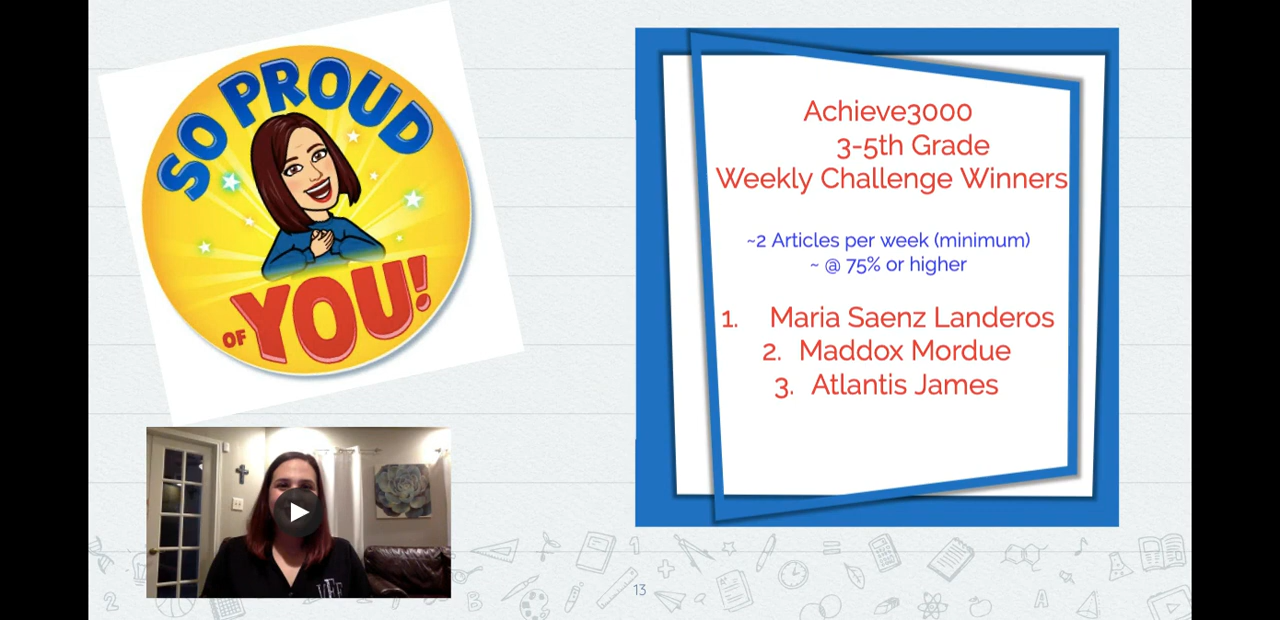 SO PROUD
OF YOU!
Achieve3000
3-5th Grade
Weekly Challenge Winners
~2 Articles per week (minimum)
~ @ 75% or higher
1. Maria Saenz Landeros
2. Maddox Mordue
3. Atlantis James
13